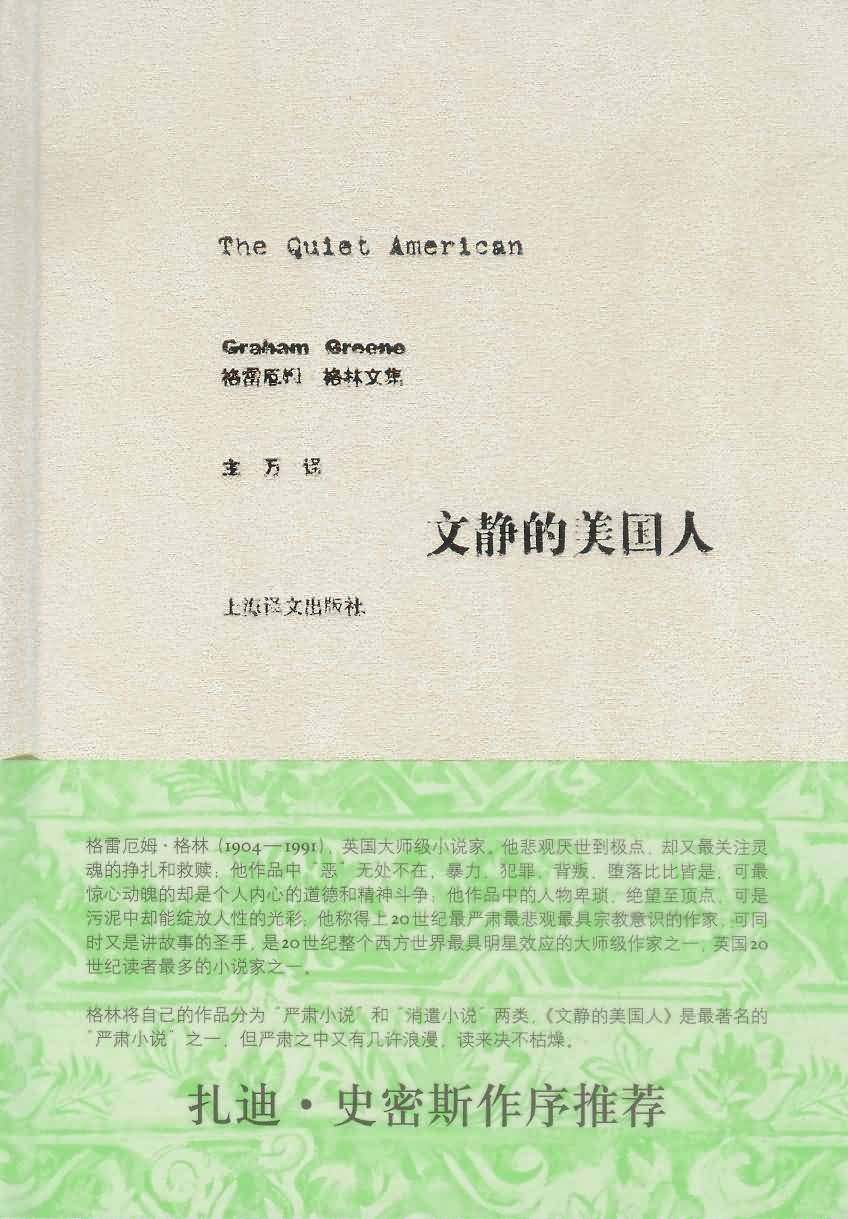 The Quiet American
Graham Greene
格雷厄姆 格林文集
主 万 译
文静的美国人
上海译文出版社
格雷厄姆·格林（1904—1991），英国大师级小说家。他悲观厌世到极点，却又最关注灵
魂的挣扎和救赎；他作品中“恶”无处不在，暴力、犯罪、背叛、堕落比比皆是，可最
惊心动魄的却是个人内心的道德和精神斗争；他作品中的人物卑琐、绝望至顶点，可是
污泥中却能绽放人性的光彩；他称得上20世纪最严肃最悲观最具宗教意识的作家，可同
时又是讲故事的圣手，是20世纪整个西方世界最具明星效应的大师级作家之一，英国20
世纪读者最多的小说家之一。
格林将自己的作品分为“严肃小说”和“消遣小说”两类，《文静的美国人》是最著名的
“严肃小说”之一，但严肃之中又有几许浪漫，读来决不枯燥。
扎迪·史密斯作序推荐